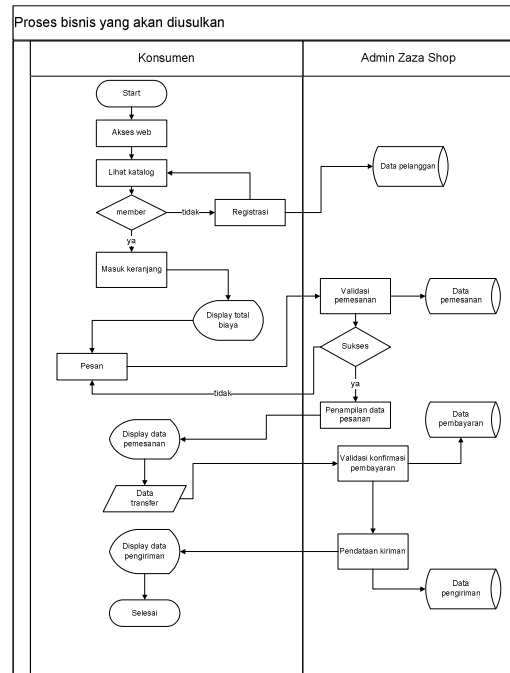 Proses bisnis yang akan diusulkan
Konsumen
Admin Zaza Shop
Start
Akses web
Lihat katalog
Data pelanggan
member
tidak
Registrasi
ya
Masuk keranjang
Validasi
pemesanan
Data
pemesanan
Display total
biaya
Sukses
Pesan
ya
tidak
Penampilan data
pesanan
Data
pembayaran
Display data
pemesanan
Validasi konfirmasi
pembayaran
Data
transfer
Display data
pengiriman
Pendataan kiriman
Data
pengiriman
Selesai